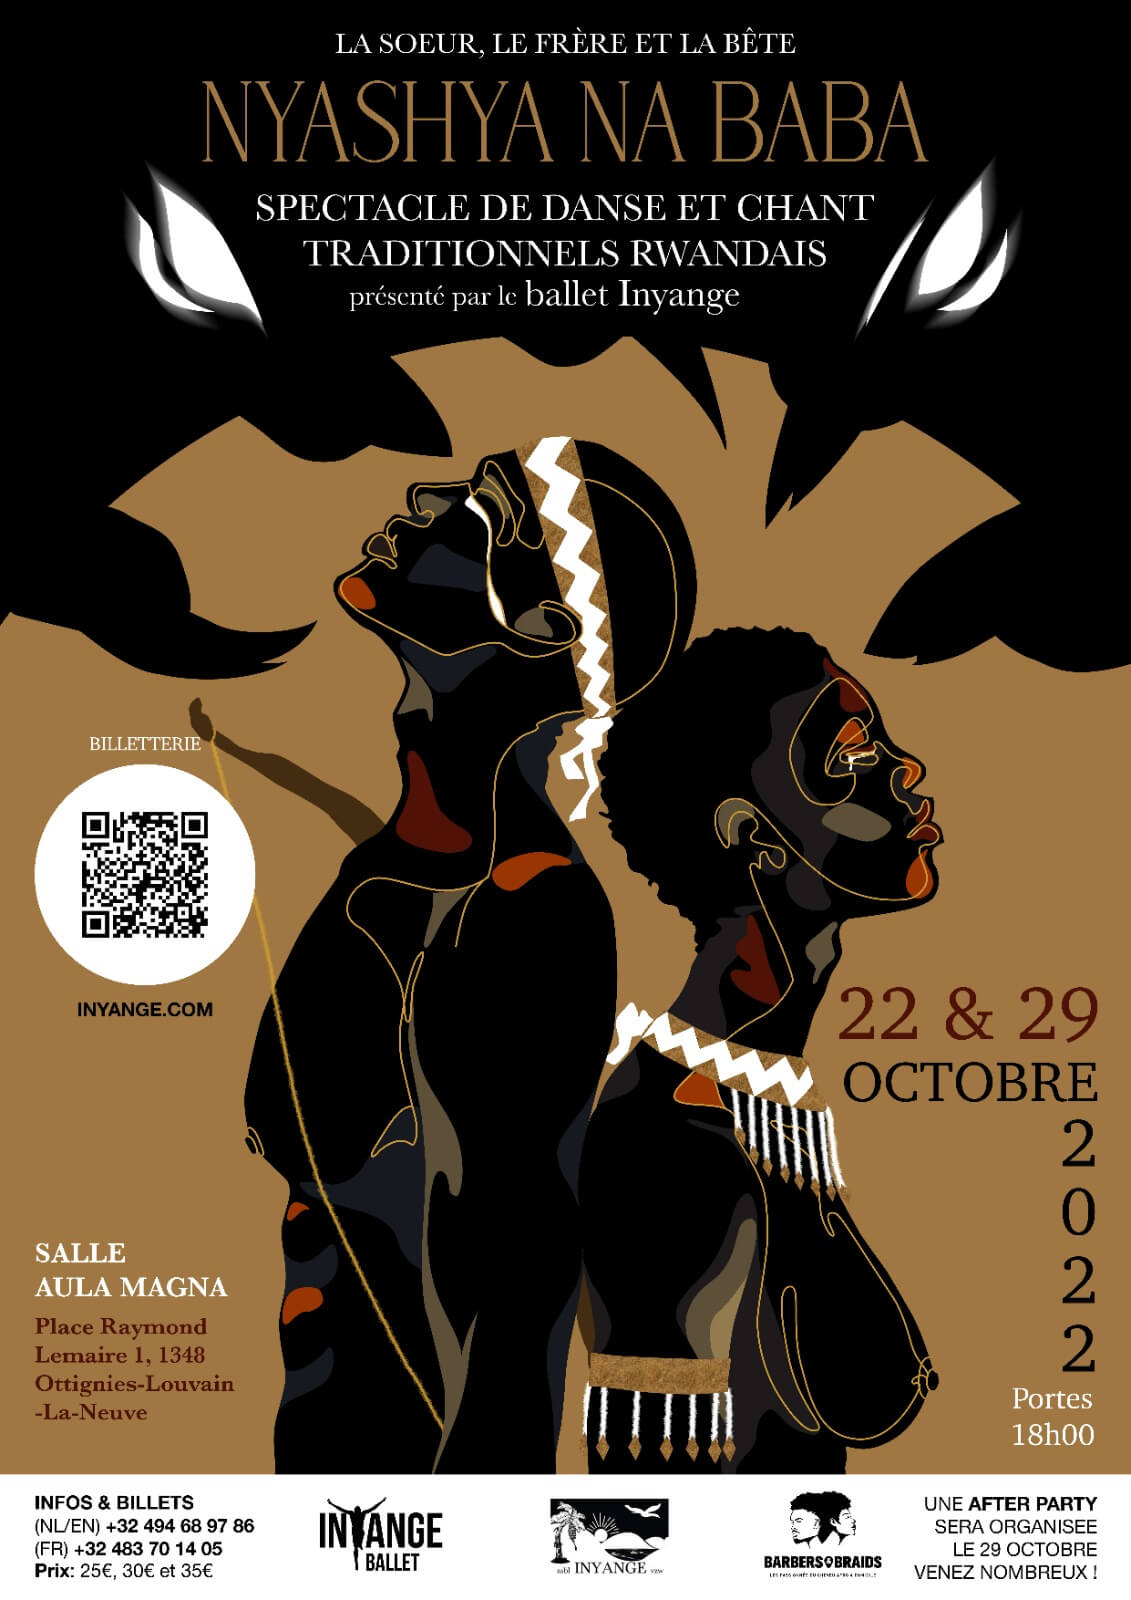 LA SOEUR, LE FRÈRE ET LA BÊTE
NYASHYA NA BABA
SPECTACLE DE DANSE ET CHANT
TRADITIONNELS RWANDAIS
présenté par le ballet Inyange
BILLETTERIE
INYANGE.COM
22 & 29
OCTOBRE
2
0
2
2
Portes
18h00
SALLE
AULA MAGNA
Place Raymond
Lemaire 1, 1348
Ottignies-Louvain
-La-Neuve
INFOS & BILLETS
(NL/EN) +32 494 68 97 86
(FR) +32 483 70 14 05
Prix: 25€, 30€ et 35€
INYANGE
BALLET
asbl INYANGE vzw
BARBERS&BRAIDS
UNE AFTER PARTY
SERA ORGANISEE
LE 29 OCTOBRE
VENEZ NOMBREUX !